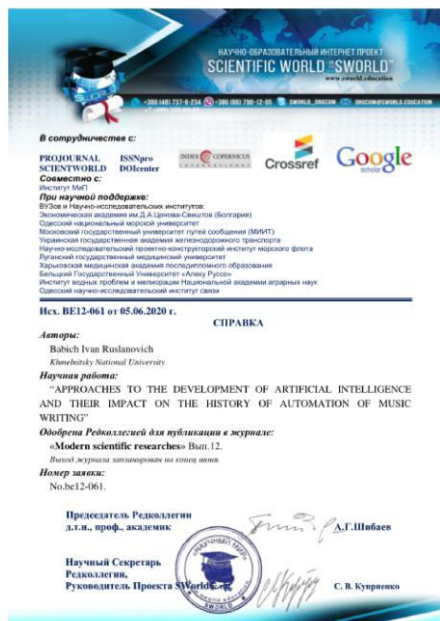 НАУЧНО-ОБРАЗОВАТЕЛЬНЫЙ ИНТЕРНЕТ ПРОЕКТ
SCIENTIFIC WORLD "SWORLD"
www.sworld.education
SWORLD
В сотрудничестве с:
PROJOURNAL ISSNpro
SCIENTWORLD DOIcenter
INDEX COPERNICUS
INTERNATIONAL
Crossref
Google
scholar
Совместно с:
Институт МиП
При научной поддержке:
ВУЗов и Научно-исследовательских институтов:
Экономическая академия им.Д.А.Ценова-Свиштов (Болгария)
Одесский национальный морской университет
Московский государственный университет путей сообщения (МИИТ)
Украинская государственная академия железнодорожного транспорта
Научно-исследовательский проектно-конструкторский институт морского флота
Луганский государственный медицинский университет
Харьковская медицинская академия последипломного образования
Бельцкий Государственный Университет «Алеку Руссо»
Институт водных проблем и мелиорации Национальной академии аграрных наук
Одесский научно-исследовательский институт связи
Исх. BE12-061 от 05.06.2020 г.
СПРАВКА
Авторы:
Babich Ivan Ruslanovich
Khmelnitsky National University
Научная работа:
"APPROACHES TO THE DEVELOPMENT OF ARTIFICIAL INTELLIGENCE
AND THEIR IMPACT ON THE HISTORY OF AUTOMATION OF MUSIC
WRITING"
Одобрена Редколлегией для публикации в журнале:
«Modern scientific researches» Вып.12.
Выход журнала запланирован на конец июня.
Номер заявки:
No.be12-061.
Председатель Редколлегии
д.т.н., проф., академик
А.Г.Шибаев
Научный Секретарь
Редколлегии,
Руководитель Проекта SWorld
С. В. Куприенко
«НАУЧНЫЙ МИР»
SWORLD